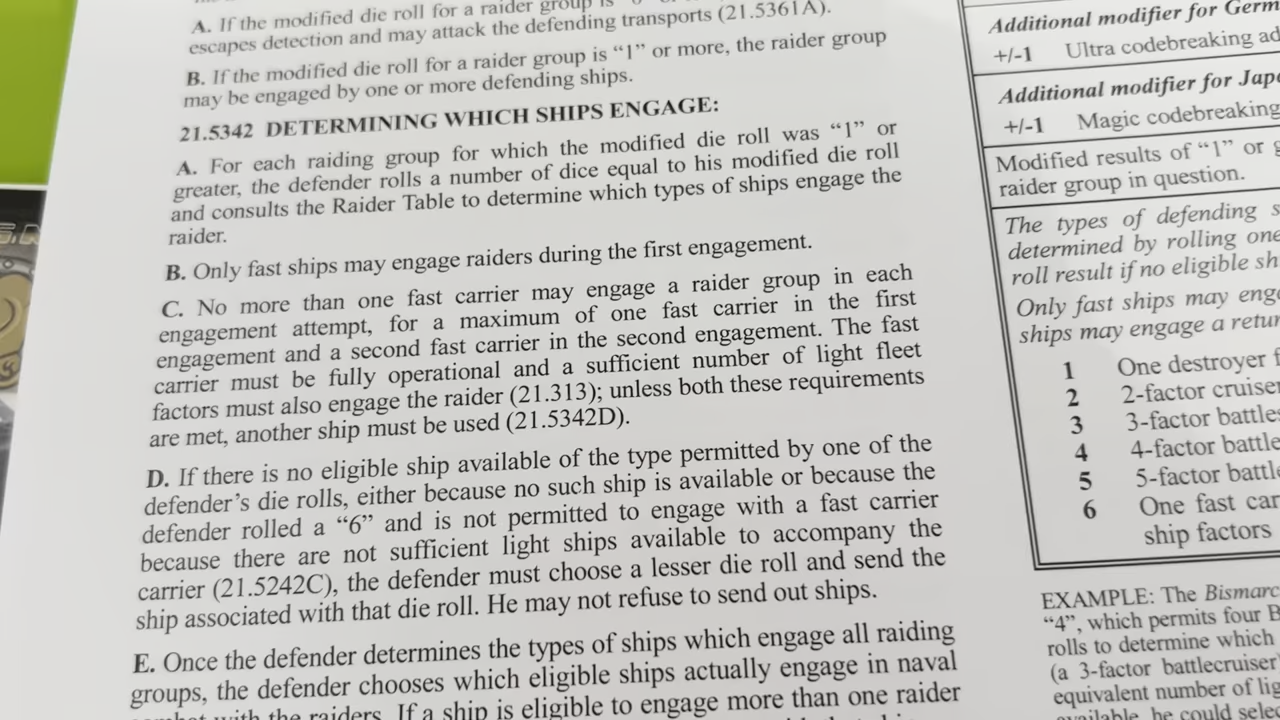 A. If the modified die roll for a raider group is
escapes detection and may attack the defending transports (21.5361A).
B. If the modified die roll for a raider group is “1” or more, the raider group
may be engaged by one or more defending ships.
21.5342 DETERMINING WHICH SHIPS ENGAGE:
A. For each raiding group for which the modified die roll was “1” or
greater, the defender rolls a number of dice equal to his modified die roll
and consults the Raider Table to determine which types of ships engage the
raider.
B. Only fast ships may engage raiders during the first engagement.
C. No more than one fast carrier may engage a raider group in each
engagement attempt, for a maximum of one fast carrier in the first
engagement and a second fast carrier in the second engagement. The fast
carrier must be fully operational and a sufficient number of light fleet
factors must also engage the raider (21.313); unless both these requirements
are met, another ship must be used (21.5342D).
D. If there is no eligible ship available of the type permitted by one of the
defender’s die rolls, either because no such ship is available or because the
defender rolled a “6” and is not permitted to engage with a fast carrier
because there are not sufficient light ships available to accompany the
carrier (21.5242C), the defender must choose a lesser die roll and send the
ship associated with that die roll. He may not refuse to send out ships.
E. Once the defender determines the types of ships which engage all raiding
groups, the defender chooses which eligible ships actually engage in naval
with the raiders. If a ship is eligible to engage more than one raider
Additional modifier for Germ
+/-1 Ultra codebreaking ad
Additional modifier for Japa
+/-1 Magic codebreaking
Modified results of “1” or g
raider group in question.
The types of defending s
determined by rolling one
roll result if no eligible sh
Only fast ships may enga
ships may engage a retur
1 One destroyer f
2 2-factor cruiser
3 3-factor battles
4 4-factor battle
5 5-factor battl
6 One fast car
ship factors
EXAMPLE: The Bismarc
“4”, which permits four B
rolls to determine which
(a 3-factor battlecruiser
equivalent number of lig
available, he could selec